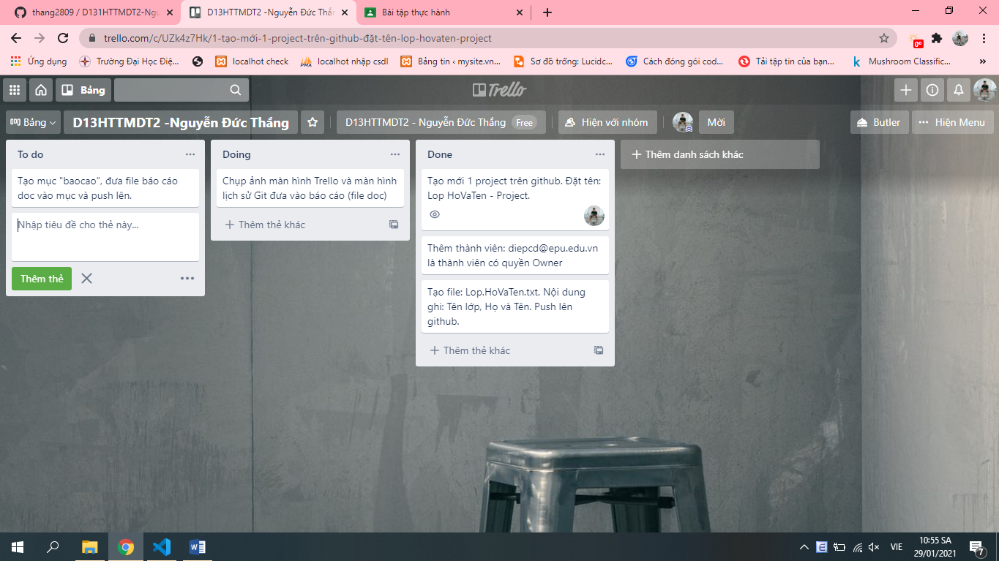 thang2809 / D131HTTMDT2-Ngu
D13HTTMDT2 -Nguyễn Đức Thắn
Bài tập thực hành
trello.com/c/UZk4z7Hk/1-tạo-mới-1-project-trên-github-đặt-tên-lop-hovaten-project
0°
Ứng dụng
Trường Đại Học Điệ...
localhot check
localhot nhập csdl
Bảng tin ‹ mysite.vn...
Sơ đồ trống: Lucidc...
Cách đóng gói cod...
Tải tập tin của bạn...
Mushroom Classific...
»
Bảng
Trello
Bảng
D13HTTMDT2 -Nguyễn Đức Thắng
D13HTTMDT2 - Nguyễn Đức Thắng Free
Hiện với nhóm
Mời
Butler
Hiện Menu
To do
Tạo mục "baocao", đưa file báo cáo
doc vào mục và push lên.
Nhập tiêu đề cho thẻ này...
Thêm thẻ
Doing
Chụp ảnh màn hình Trello và màn hình
lịch sử Git đưa vào báo cáo (file doc)
Thêm thẻ khác
Done
Tạo mới 1 project trên github. Đặt tên:
Lop HoVaTen - Project.
Thêm thành viên: diepcd@epu.edu.vn
là thành viên có quyền Owner
Tạo file: Lop.HoVaTen.txt. Nội dung
ghi: Tên lớp, Họ và Tên. Push lên
github.
Thêm thẻ khác
Thêm danh sách khác
VIE
10:55 SA
29/01/2021
7